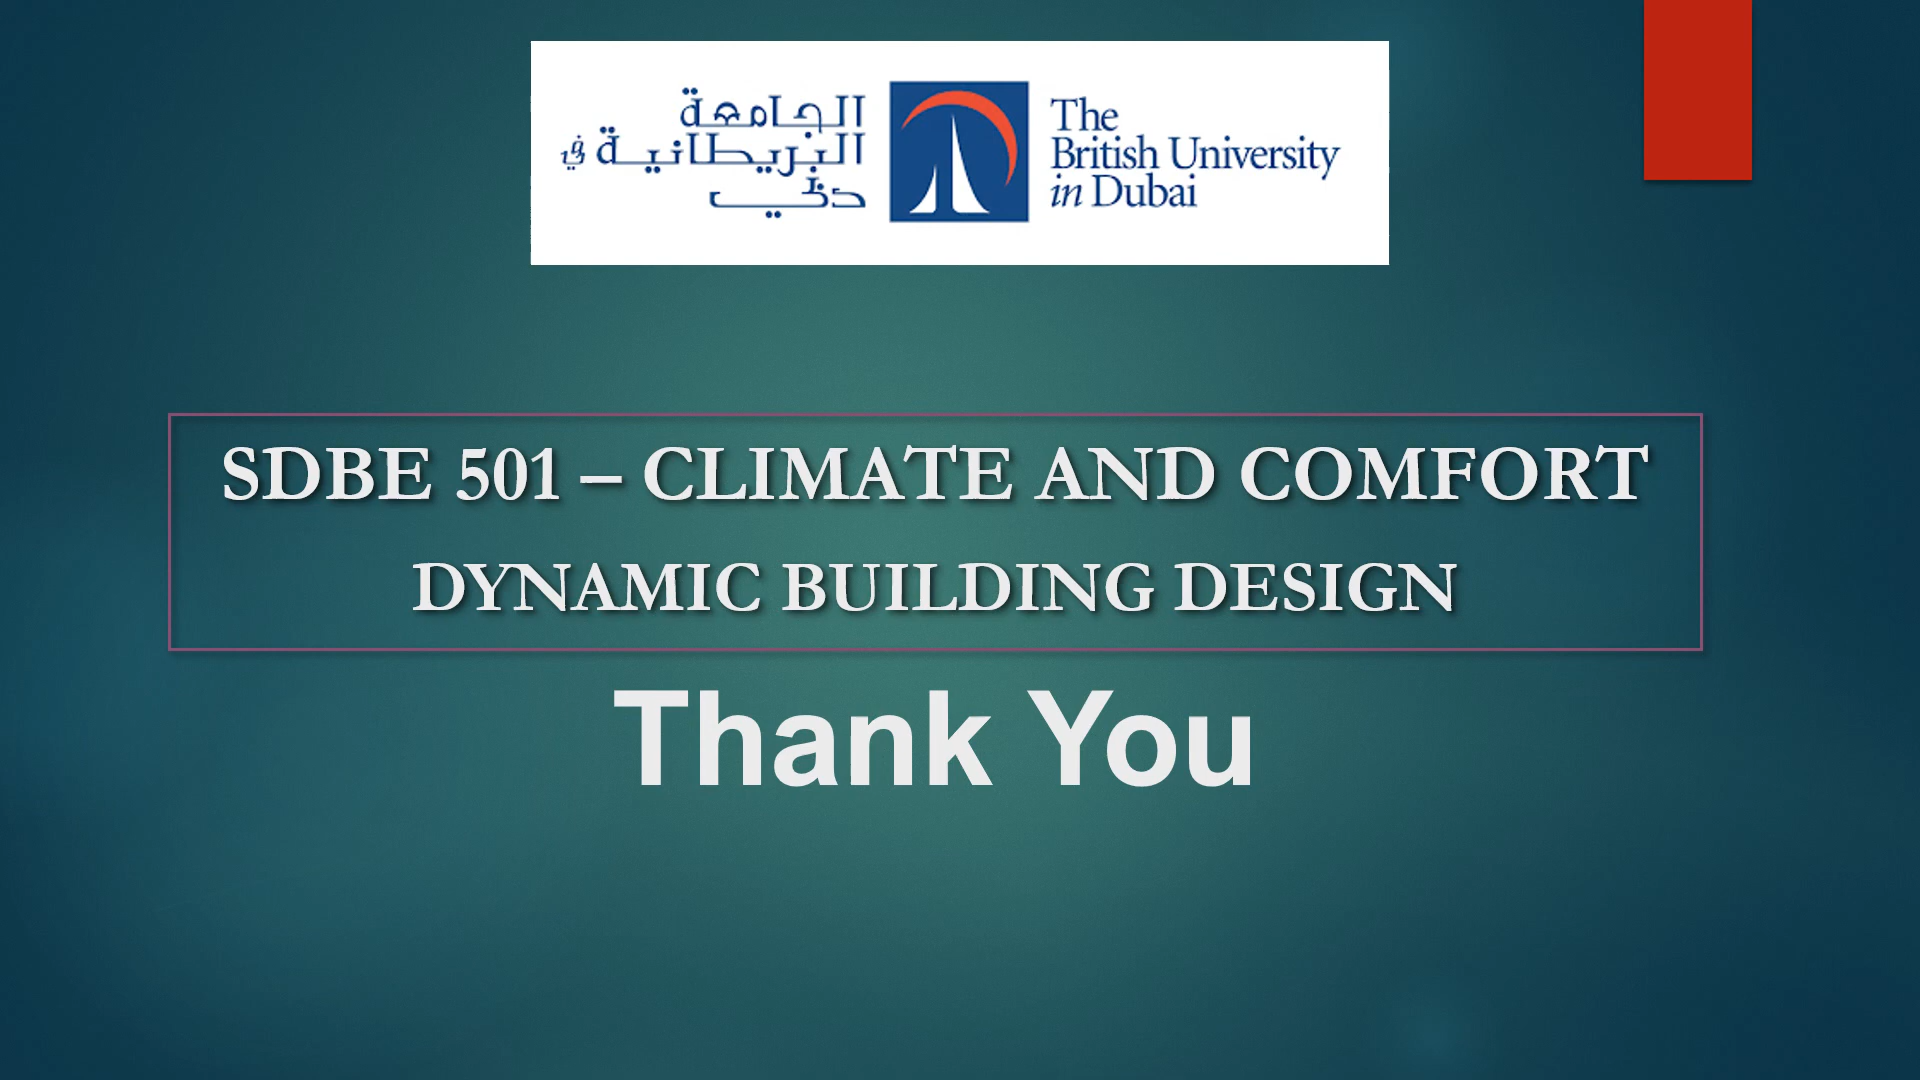 الجامعة
البريطانية في
دبي
The
British University
in Dubai
SDBE 501 – CLIMATE AND COMFORT
DYNAMIC BUILDING DESIGN
Thank You